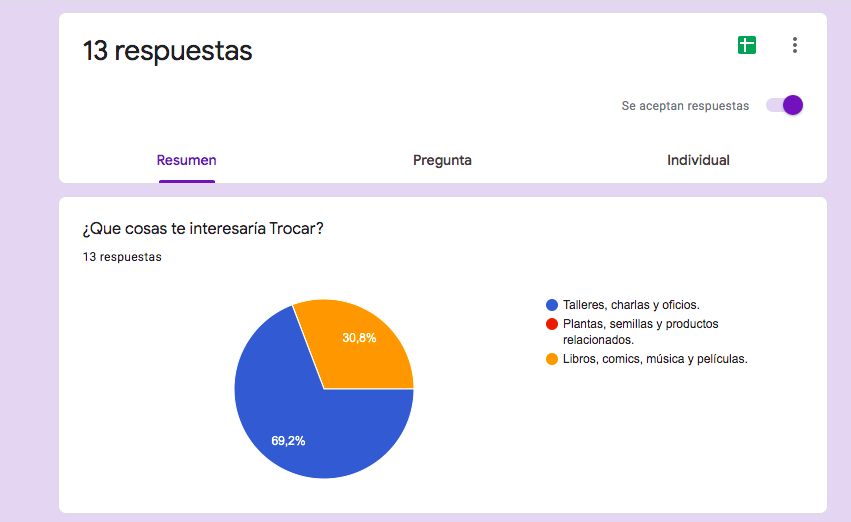 13 respuestas
Se aceptan respuestas
Resumen
Pregunta
Individual
¿Que cosas te interesaría Trocar?
13 respuestas
30,8%
69,2%
Talleres, charlas y oficios.
Plantas, semillas y productos
relacionados.
Libros, comics, música y películas.